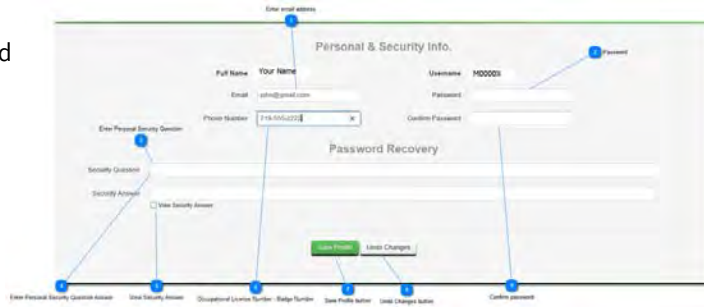 Enter email address
d
Personal & Security Info.
Password
Full Name Your Name Username M0000X
Email john@gmail.com Password
Phone Number x Confirm Password
Enter Personal Security Question
Password Recovery
Security Question
Security Answer
View Security Answer
Save Profile Undo Changes
Enter Personal Security Question Answer View Security Answer Occupational License Number - Badge Number Save Profile button Undo Changes button Confirm password